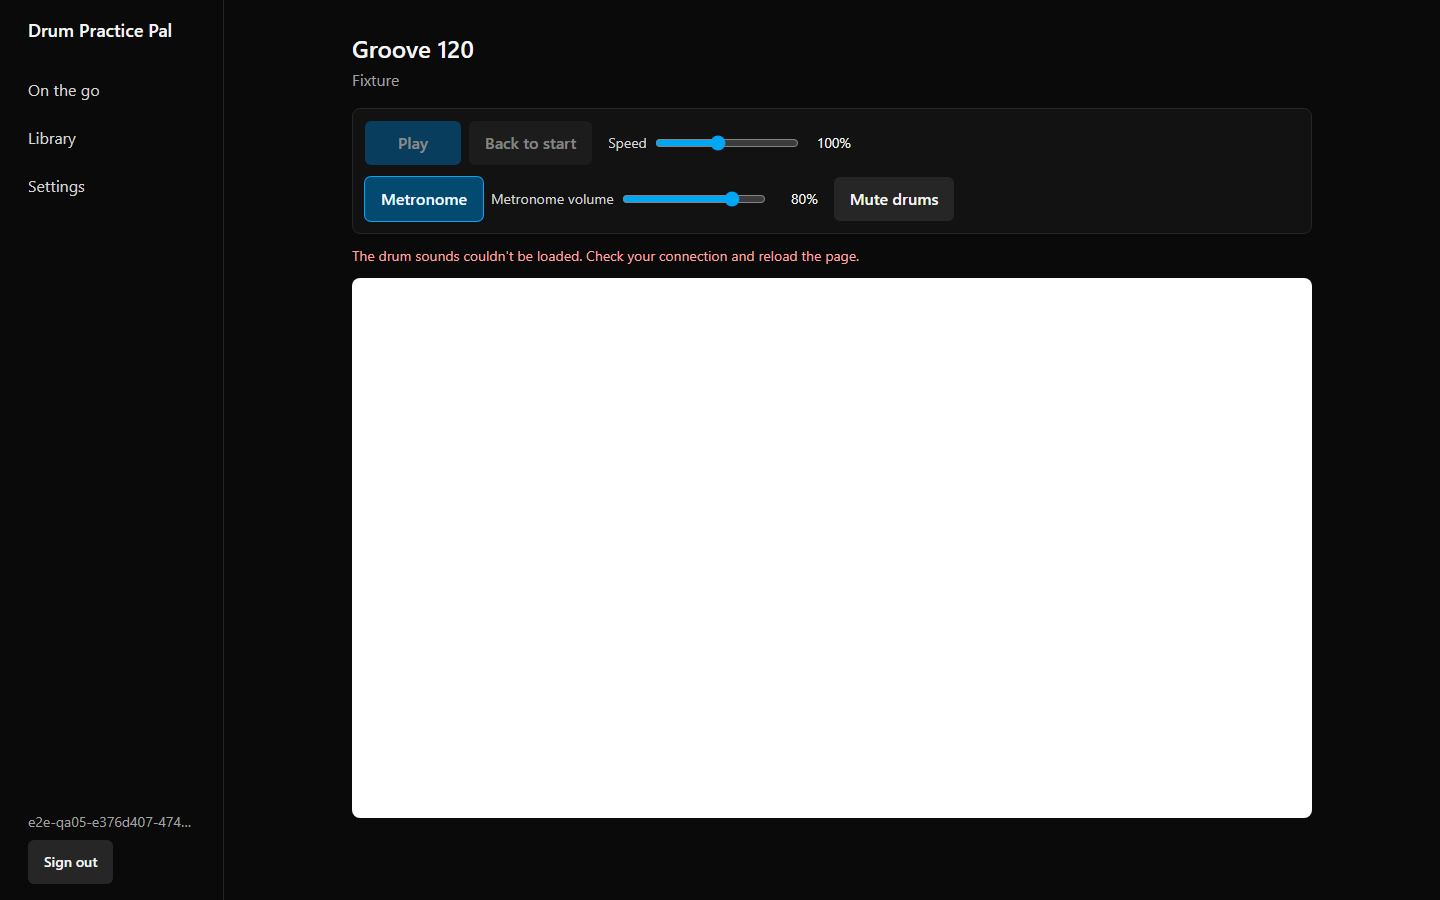 Drum Practice Pal
On the go
Library
Settings
Groove 120
Fixture
Play Back to start Speed 100%
Metronome Metronome volume 80% Mute drums
The drum sounds couldn't be loaded. Check your connection and reload the page.
e2e-qa05-e376d407-474...
Sign out